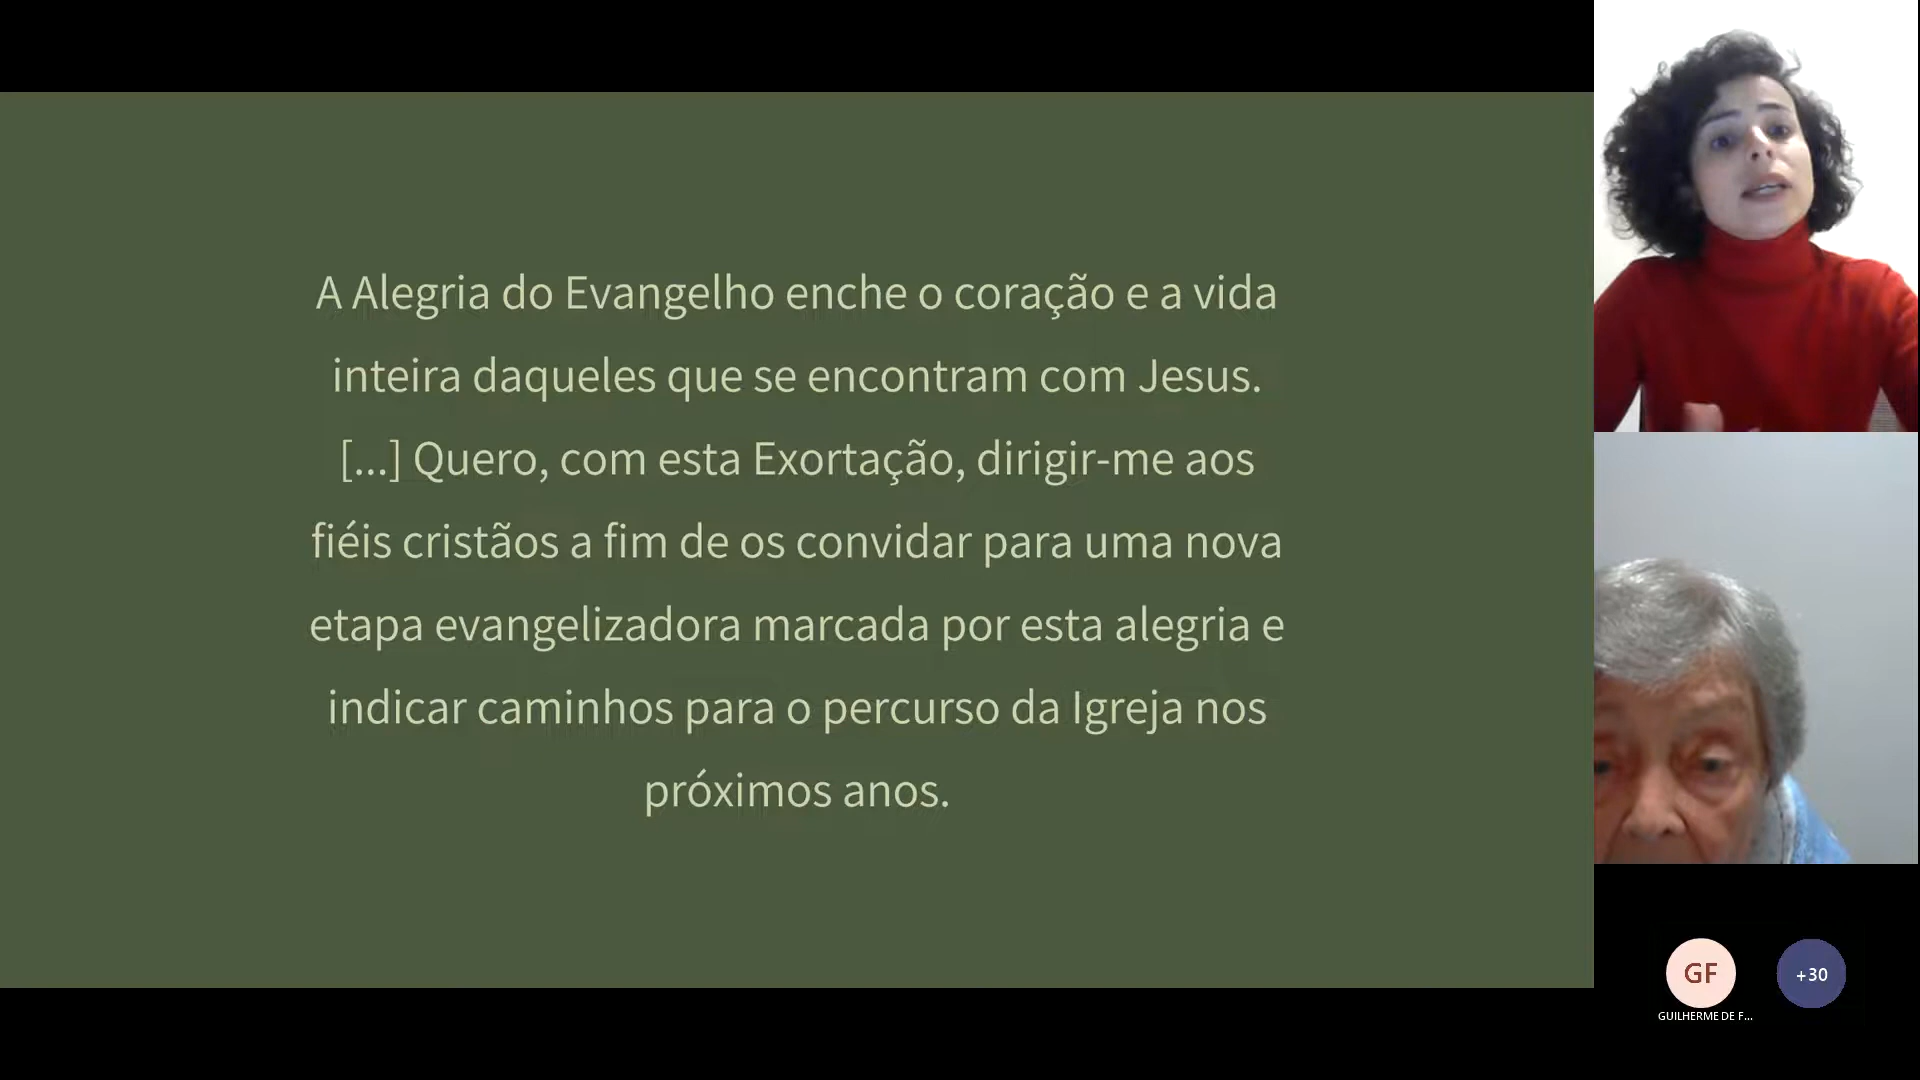 A Alegria do Evangelho enche o coração e a vida
inteira daqueles que se encontram com Jesus.
[...] Quero, com esta Exortação, dirigir-me aos
fiéis cristãos a fim de os convidar para uma nova
etapa evangelizadora marcada por esta alegria e
indicar caminhos para o percurso da Igreja nos
próximos anos.
GF
+30
GUILHERME DE F...